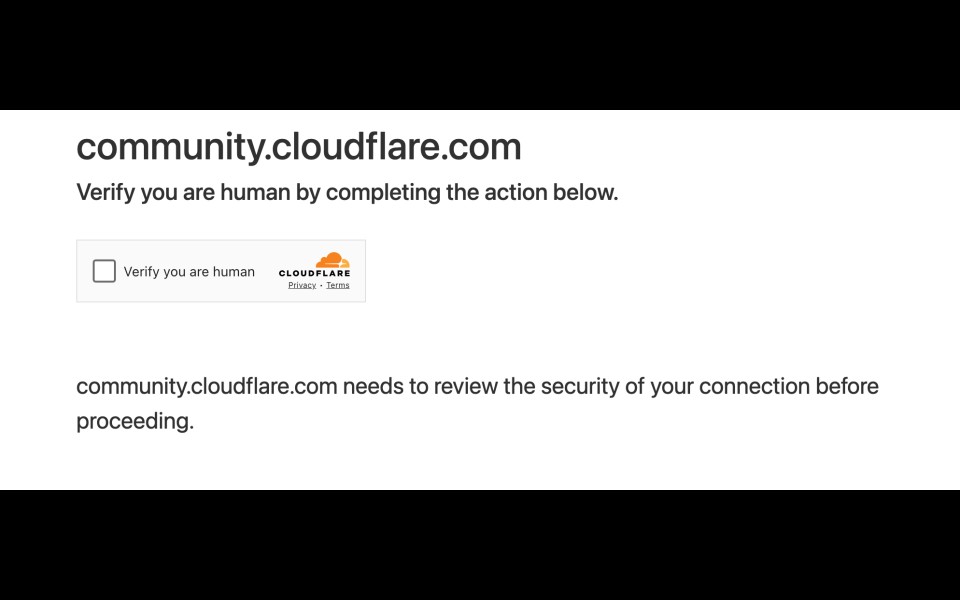 community.cloudflare.com
Verify you are human by completing the action below.
Verify you are human
CLOUDFLARE
Privacy • Terms
community.cloudflare.com needs to review the security of your connection before
proceeding.